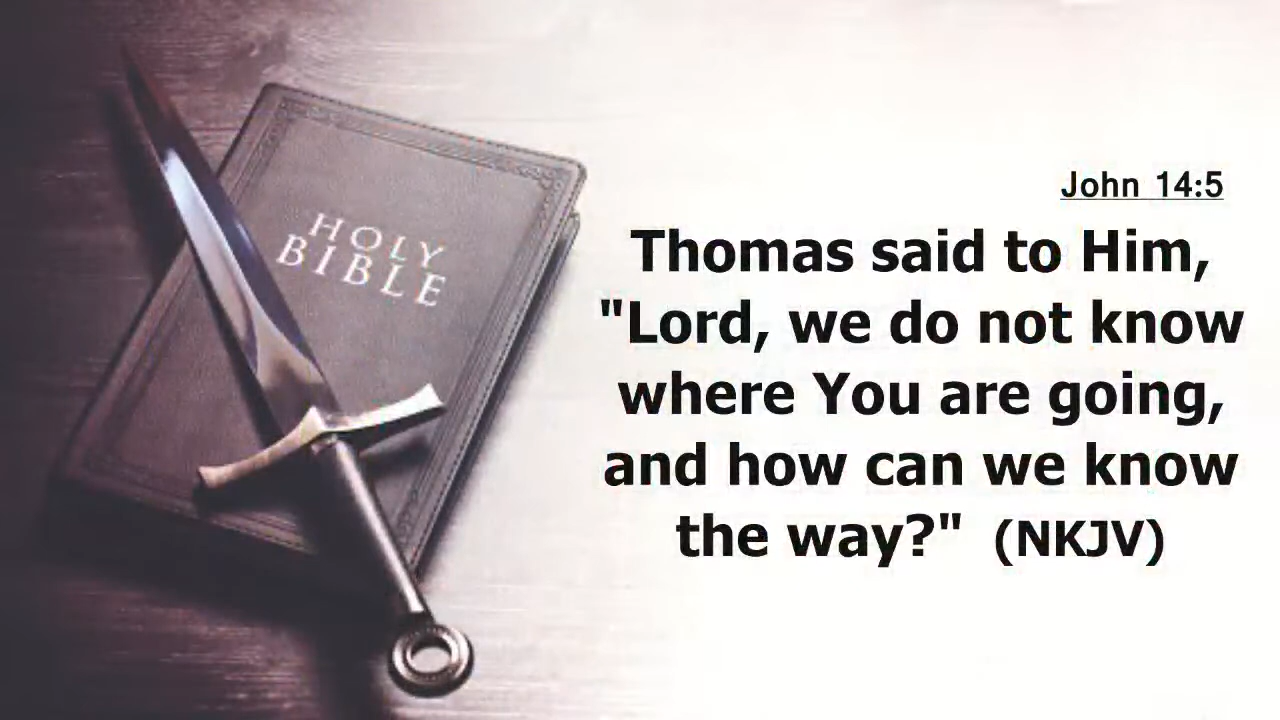 HOLY
BIBLE
John 14:5
Thomas said to Him,
"Lord, we do not know
where You are going,
and how can we know
the way?" (NKJV)